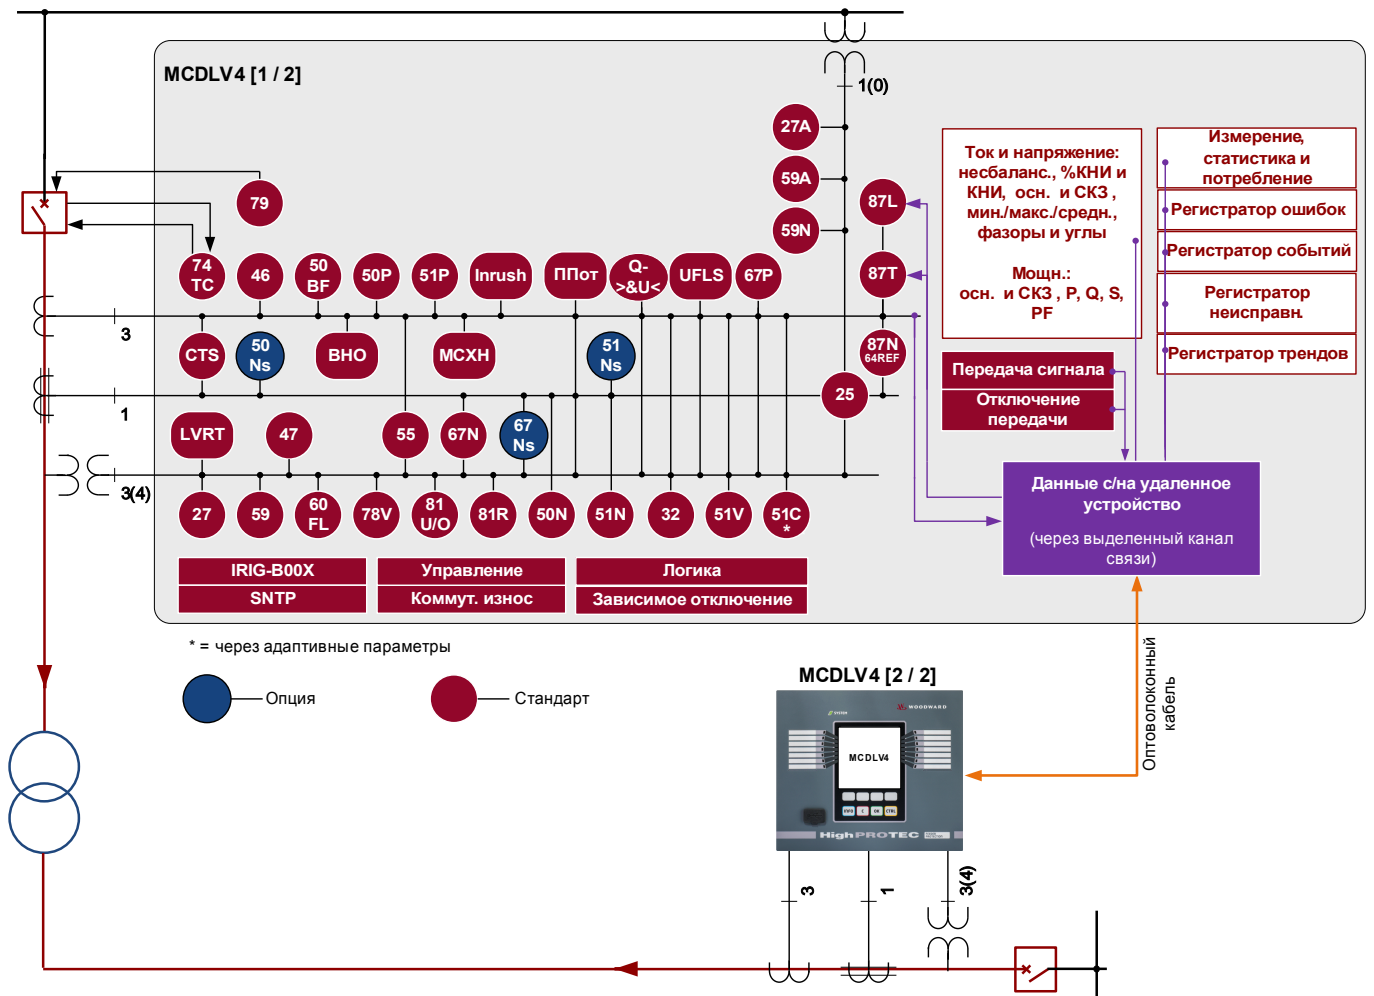 MCDLV4 [1 / 2]
1(0)
27A
59A
59N
79
74
TC
46
50
BF
50P
51P
Inrush
ППот
Q-
>&U<
UFLS
67P
87L
87T
3
CTS
50
Ns
ВНО
МСХН
51
Ns
87N
64REF
1
25
LVRT
47
55
67N
67
Ns
3(4)
27
59
60
FL
78V
81
U/O
81R
50N
51N
32
51V
51C
*
Ток и напряжение:
несбаланс., %КНИ и
КНИ, осн. и СКЗ ,
мин./макс./средн.,
фазоры и углы
Мощн.:
осн. и СКЗ , P, Q, S,
PF
Измерение,
статистика и
потребление
Регистратор ошибок
Регистратор событий
Регистратор
неисправн.
Регистратор трендов
Передача сигнала
Отключение
передачи
Данные с/на удаленное
устройство
(через выделенный канал
связи)
IRIG-B00X
SNTP
Управление
Коммут. износ
Логика
Зависимое отключение
* = через адаптивные параметры
Опция
Стандарт
Оптоволоконный
кабель
MCDLV4 [2 / 2]
SYSTEM
WOODWARD
MCDLV4
INFO
C
OK
CTRL
HighPROTEC
3
1
3(4)